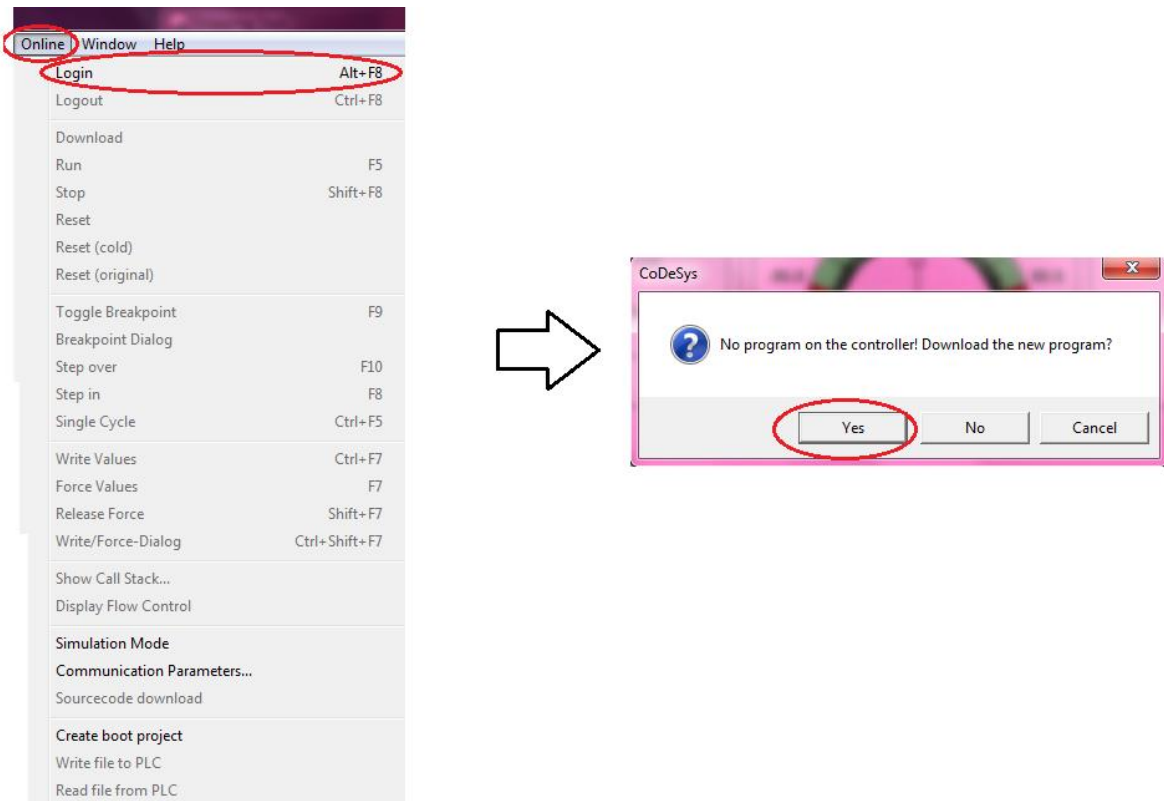 Online Window Help
Login Alt+F8
Logout Ctrl+F8
Download
Run F5
Stop Shift+F8
Reset
Reset (cold)
Reset (original)
Toggle Breakpoint F9
Breakpoint Dialog
Step over F10
Step in F8
Single Cycle Ctrl+F5
Write Values Ctrl+F7
Force Values F7
Release Force Shift+F7
Write/Force-Dialog Ctrl+Shift+F7
Show Call Stack...
Display Flow Control
Simulation Mode
Communication Parameters...
Sourcecode download
Create boot project
Write file to PLC
Read file from PLC
CoDeSys
No program on the controller! Download the new program?
Yes No Cancel